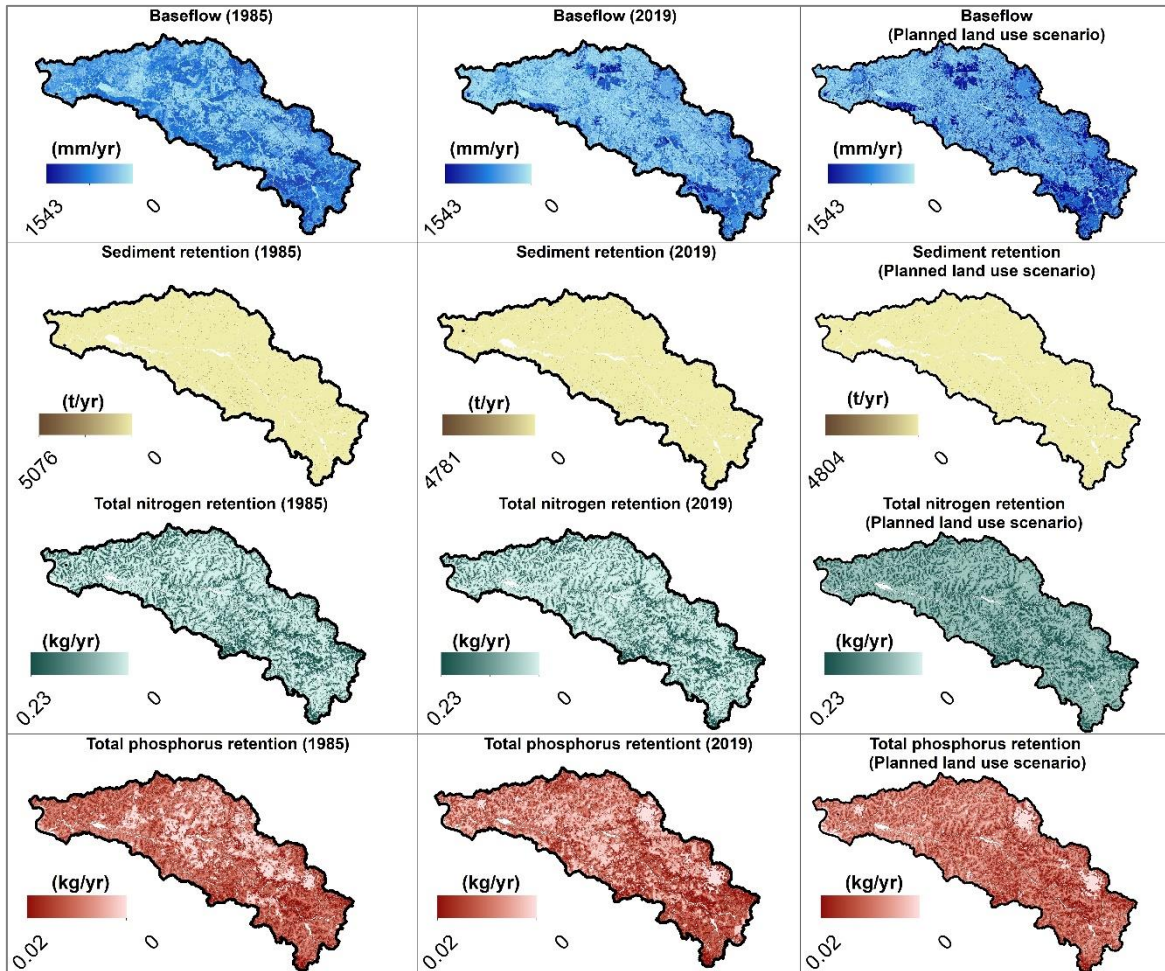 Baseflow (1985)
(mm/yr)
1543
0
Baseflow (2019)
(mm/yr)
1543
0
Baseflow
(Planned land use scenario)
(mm/yr)
1543
0
Sediment retention (1985)
(t/yr)
5076
0
Sediment retention (2019)
(t/yr)
4781
0
Sediment retention
(Planned land use scenario)
(t/yr)
4804
0
Total nitrogen retention (1985)
(kg/yr)
0.23
0
Total nitrogen retention (2019)
(kg/yr)
0.23
0
Total nitrogen retention
(Planned land use scenario)
(kg/yr)
0.23
0
Total phosphorus retention (1985)
(kg/yr)
0.02
0
Total phosphorus retentiont (2019)
(kg/yr)
0.02
0
Total phosphorus retention
(Planned land use scenario)
(kg/yr)
0.02
0